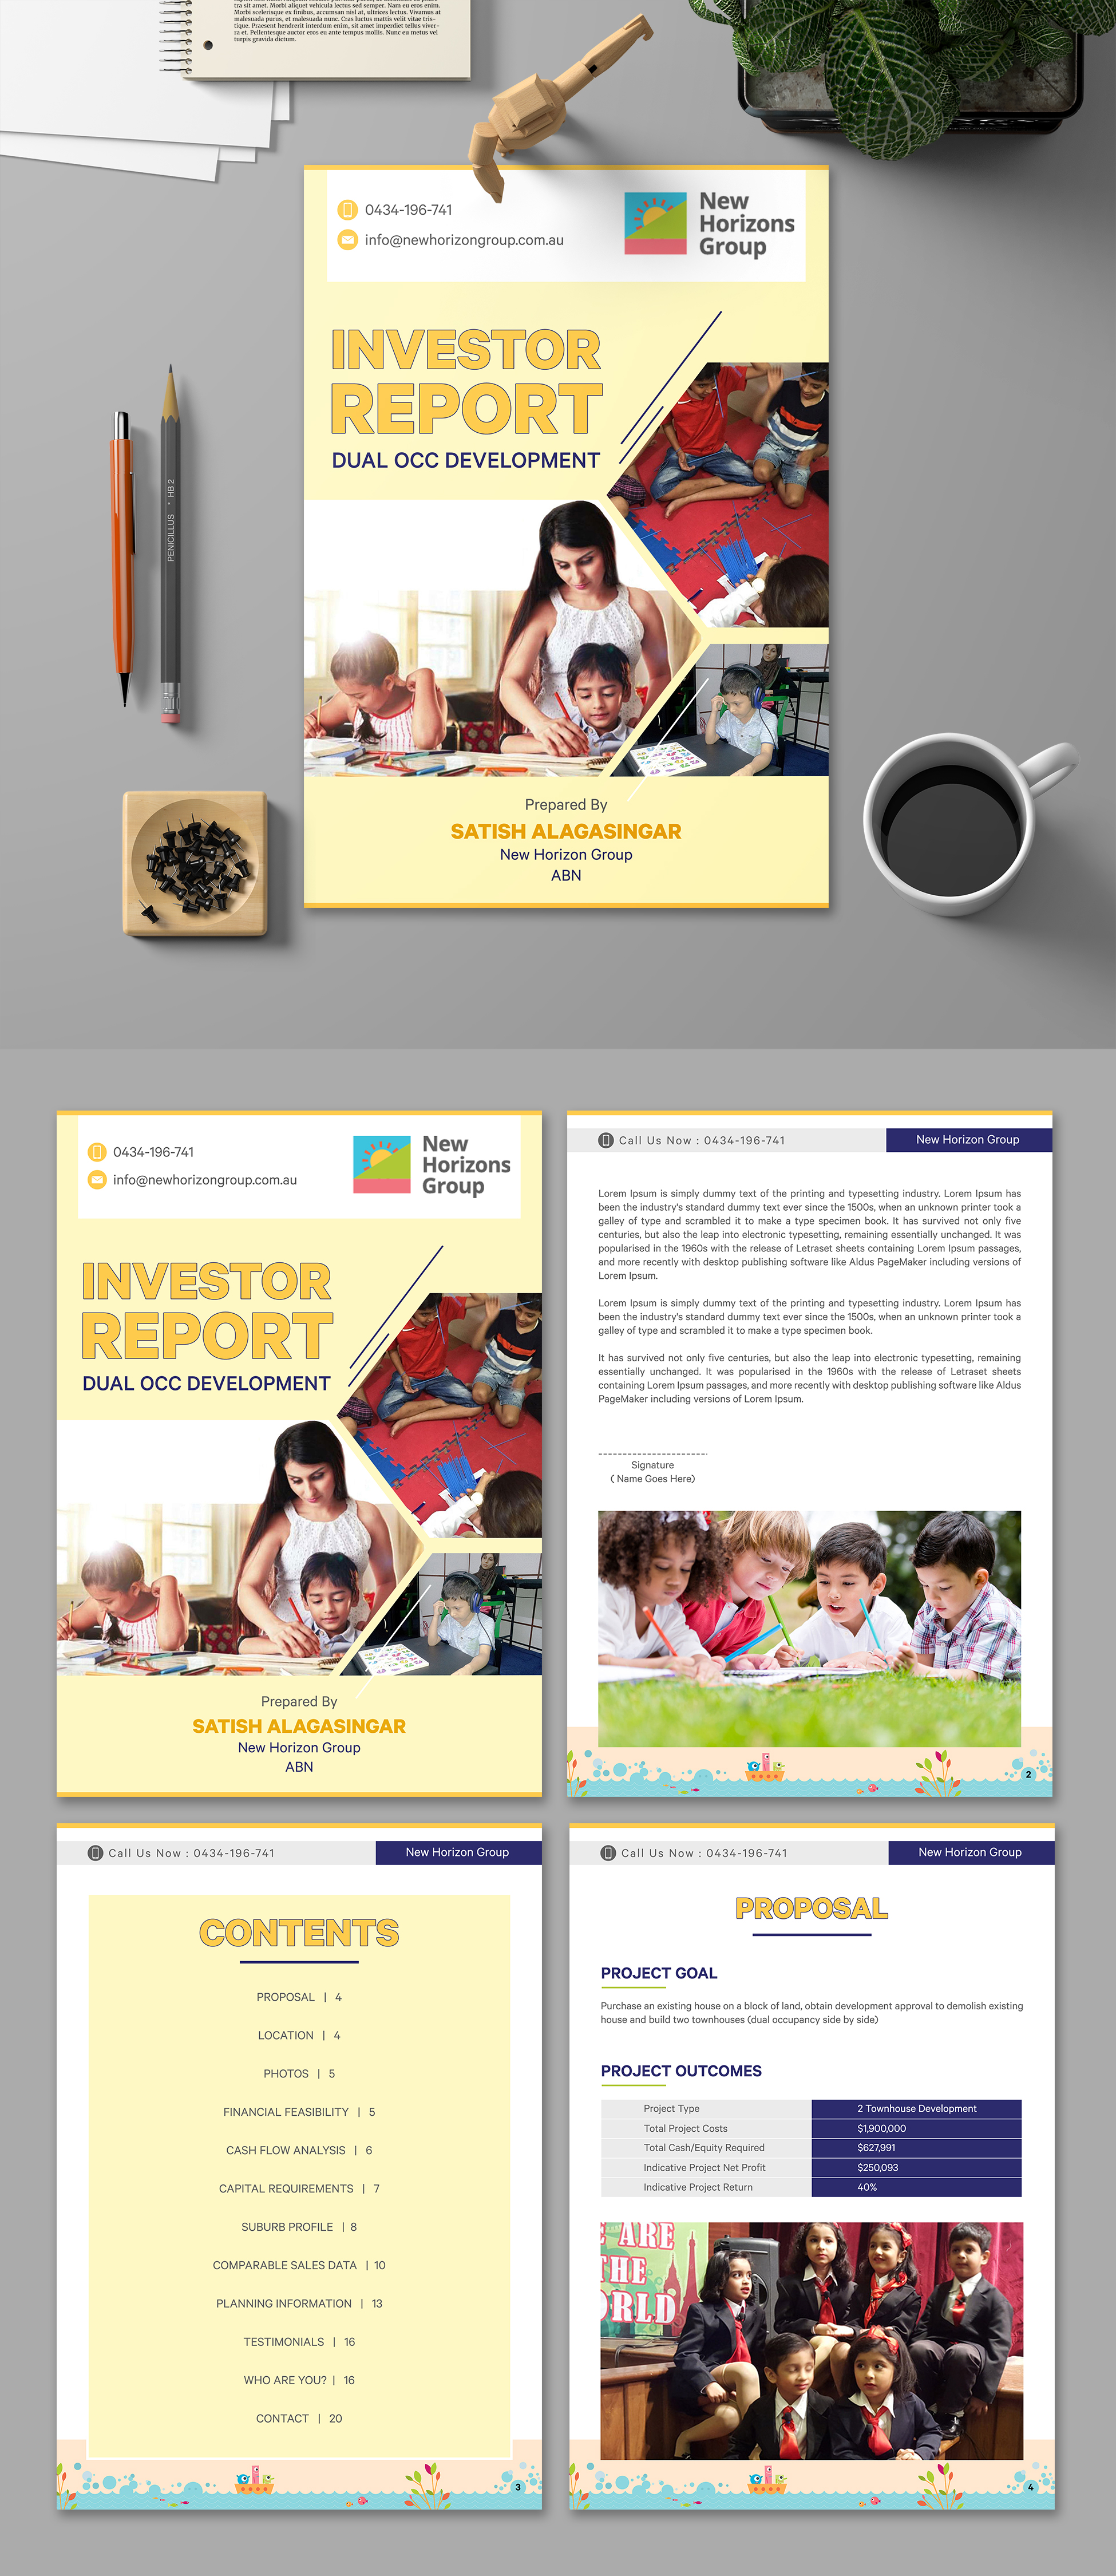 sit amet purus. Morbi lacinia velit
tortor. Morbi aliquet vehicula lectus sed semper. Nam eu eros enim.
Morbi scelerisque ex finibus, accumsan nisl at, ultrices lectus. Vivamus at
malesuada purus, et malesuada nunc. Cras luctus mattis velit vitae tris-
tique. Praesent hendrerit interdum enim, sit amet imperdiet tellus viver-
ra et. Pellentesque auctor eros eu ante tempus mollis. Nunc eu metus vel
turpis gravida dictum.
0434-196-741
info@newhorizongroup.com.au
New
Horizons
Group
INVESTOR
REPORT
DUAL OCC DEVELOPMENT
PENICILLUS * HB 2
Prepared By
SATISH ALAGASINGAR
New Horizon Group
ABN
0434-196-741
info@newhorizongroup.com.au
New
Horizons
Group
INVESTOR
REPORT
DUAL OCC DEVELOPMENT
Prepared By
SATISH ALAGASINGAR
New Horizon Group
ABN
Call Us Now : 0434-196-741
New Horizon Group
Lorem Ipsum is simply dummy text of the printing and typesetting industry. Lorem Ipsum has
been the industry's standard dummy text ever since the 1500s, when an unknown printer took a
galley of type and scrambled it to make a type specimen book. It has survived not only five
centuries, but also the leap into electronic typesetting, remaining essentially unchanged. It was
popularised in the 1960s with the release of Letraset sheets containing Lorem Ipsum passages,
and more recently with desktop publishing software like Aldus PageMaker including versions of
Lorem Ipsum.
Lorem Ipsum is simply dummy text of the printing and typesetting industry. Lorem Ipsum has
been the industry's standard dummy text ever since the 1500s, when an unknown printer took a
galley of type and scrambled it to make a type specimen book.
It has survived not only five centuries, but also the leap into electronic typesetting, remaining
essentially unchanged. It was popularised in the 1960s with the release of Letraset sheets
containing Lorem Ipsum passages, and more recently with desktop publishing software like Aldus
PageMaker including versions of Lorem Ipsum.
Signature
( Name Goes Here)
2
Call Us Now : 0434-196-741
New Horizon Group
CONTENTS
PROPOSAL | 4
LOCATION | 4
PHOTOS | 5
FINANCIAL FEASIBILITY | 5
CASH FLOW ANALYSIS | 6
CAPITAL REQUIREMENTS | 7
SUBURB PROFILE | 8
COMPARABLE SALES DATA | 10
PLANNING INFORMATION | 13
TESTIMONIALS | 16
WHO ARE YOU? | 16
CONTACT | 20
3
Call Us Now : 0434-196-741
New Horizon Group
PROPOSAL
PROJECT GOAL
Purchase an existing house on a block of land, obtain development approval to demolish existing
house and build two townhouses (dual occupancy side by side)
PROJECT OUTCOMES
Project Type 2 Townhouse Development
Total Project Costs $1,900,000
Total Cash/Equity Required $627,991
Indicative Project Net Profit $250,093
Indicative Project Return 40%
E ARE
THE
RLD
4